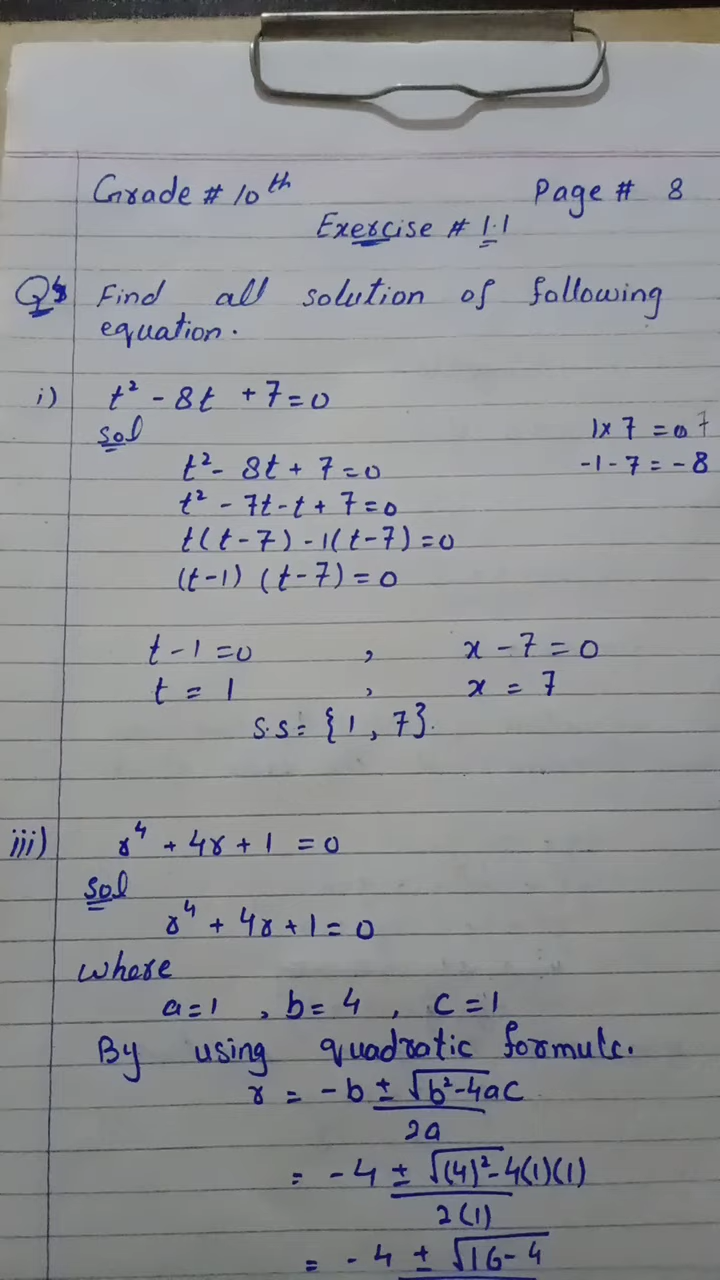 Grade # 10th Page # 8
Exercise # 1.1
Find all solution of following
equation.
i) t² - 8t + 7 = 0
Sol
1 x 7 = 7
t² - 8t + 7 = 0
-1 - 7 = -8
t² - 7t - t + 7 = 0
t(t-7) - 1(t-7) = 0
(t-1) (t-7) = 0
t - 1 = 0 , x - 7 = 0
t = 1 , x = 7
S.S = {1, 7}.
iii) r⁴ + 4r + 1 = 0
Sol
r⁴ + 4r + 1 = 0
where
a = 1 , b = 4 , c = 1
By using quadratic formulc.
r = -b ± √b²-4ac
2a
= -4 ± √(4)²-4(1)(1)
2(1)
= -4 ± √16-4